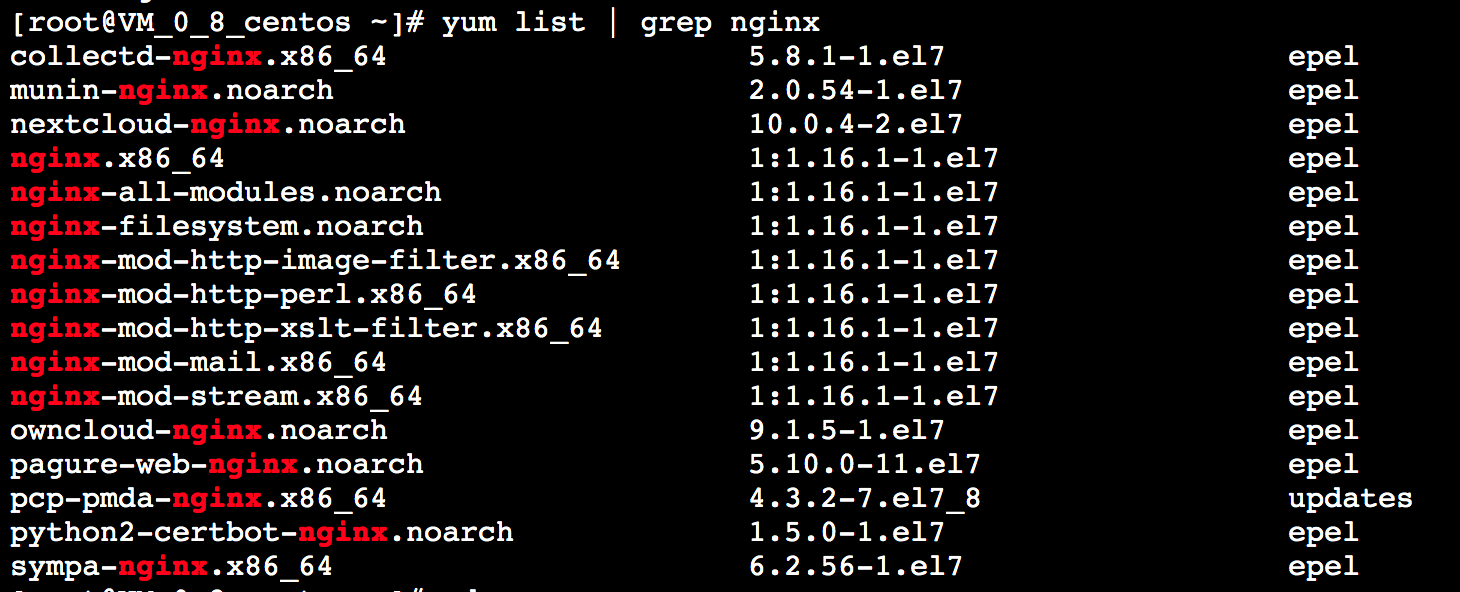 [root@VM_0_8_centos ~]# yum list | grep nginx
collectd-nginx.x86_64 5.8.1-1.el7 epel
munin-nginx.noarch 2.0.54-1.el7 epel
nextcloud-nginx.noarch 10.0.4-2.el7 epel
nginx.x86_64 1:1.16.1-1.el7 epel
nginx-all-modules.noarch 1:1.16.1-1.el7 epel
nginx-filesystem.noarch 1:1.16.1-1.el7 epel
nginx-mod-http-image-filter.x86_64 1:1.16.1-1.el7 epel
nginx-mod-http-perl.x86_64 1:1.16.1-1.el7 epel
nginx-mod-http-xslt-filter.x86_64 1:1.16.1-1.el7 epel
nginx-mod-mail.x86_64 1:1.16.1-1.el7 epel
nginx-mod-stream.x86_64 1:1.16.1-1.el7 epel
owncloud-nginx.noarch 9.1.5-1.el7 epel
pagure-web-nginx.noarch 5.10.0-11.el7 epel
pcp-pmda-nginx.x86_64 4.3.2-7.el7_8 updates
python2-certbot-nginx.noarch 1.5.0-1.el7 epel
sympa-nginx.x86_64 6.2.56-1.el7 epel